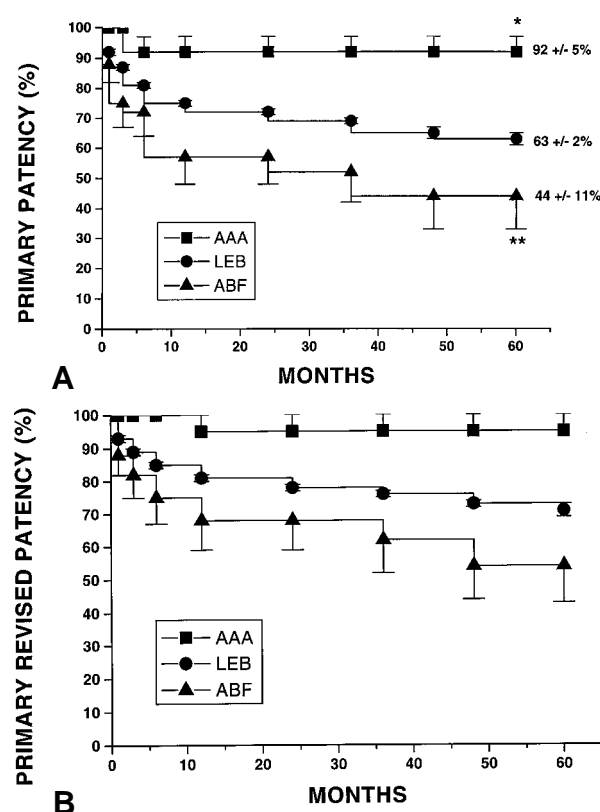 PRIMARY PATENCY (%)
100
90
80
70
60
50
40
30
20
10
0
*
92 +/- 5%
63 +/- 2%
44 +/- 11%
**
AAA
LEB
ABF
0 10 20 30 40 50 60
MONTHS
A
PRIMARY REVISED PATENCY (%)
100
90
80
70
60
50
40
30
20
10
0
AAA
LEB
ABF
0 10 20 30 40 50 60
MONTHS
B